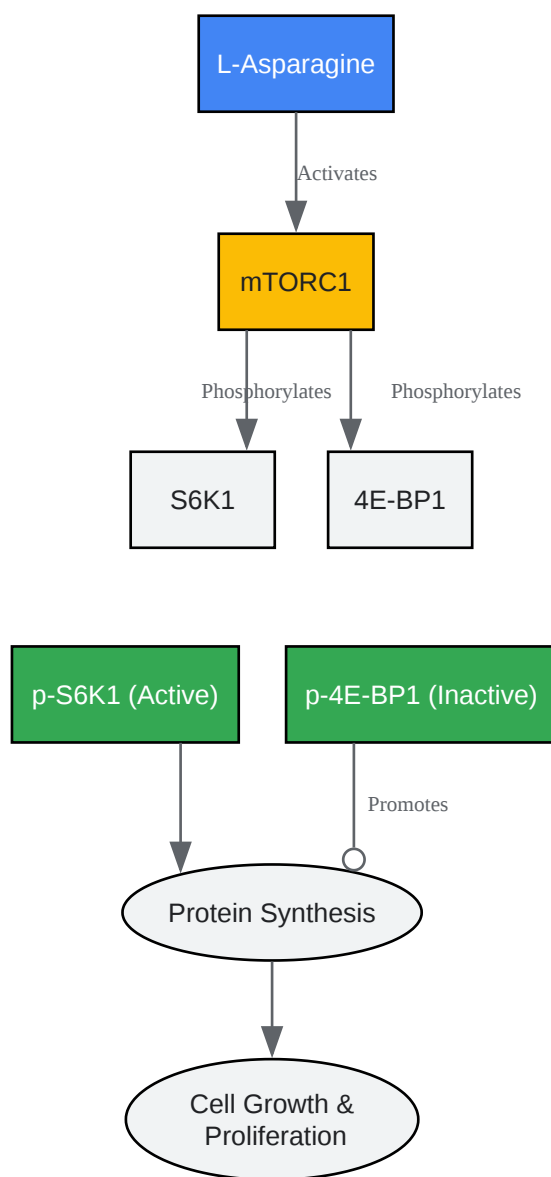 L-Asparagine
Activates
mTORC1
Phosphorylates
Phosphorylates
S6K1
4E-BP1
p-S6K1 (Active)
p-4E-BP1 (Inactive)
Promotes
Protein Synthesis
Cell Growth &
Proliferation